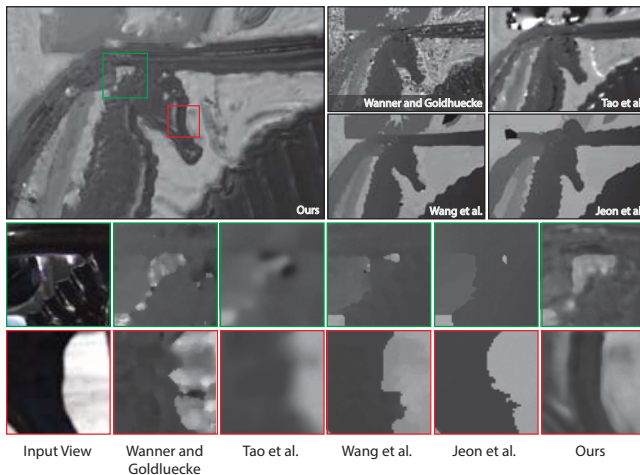 Ours
Wanner and Goldhuecke
Tao et al.
Wang et al.
Jeon et al.
Input View
Wanner and
Goldluecke
Tao et al.
Wang et al.
Jeon et al.
Ours